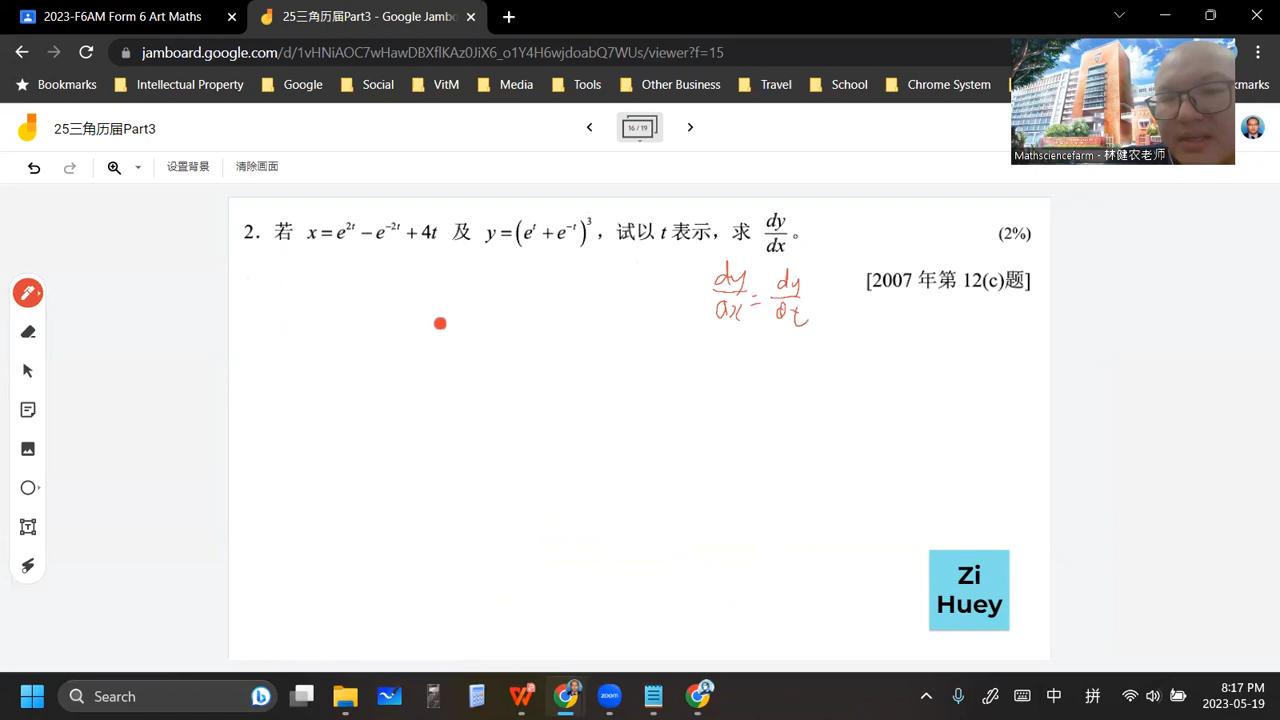 2023-F6AM Form 6 Art Maths
25三角历届Part3 - Google Jambo
jamboard.google.com
/viewer?f=15
Bookmarks
Intellectual Property
Google
Social
VitM
Media
Tools
Other Business
Travel
School
Chrome System
okmarks
25三角历届Part3
16 / 19
Mathsciencefarm - 林健农老师
设置背景
清除画面
2. 若 x = e^{2t} − e^{−2t} + 4t 及 y = (e^t + e^{−t})^3，试以 t 表示，求 dy/dx。
(2%)
[2007 年第 12(c)题]
dy/dx = dy/dt
Zi
Huey
Search
中
拼
8:17 PM
2023-05-19
zoom